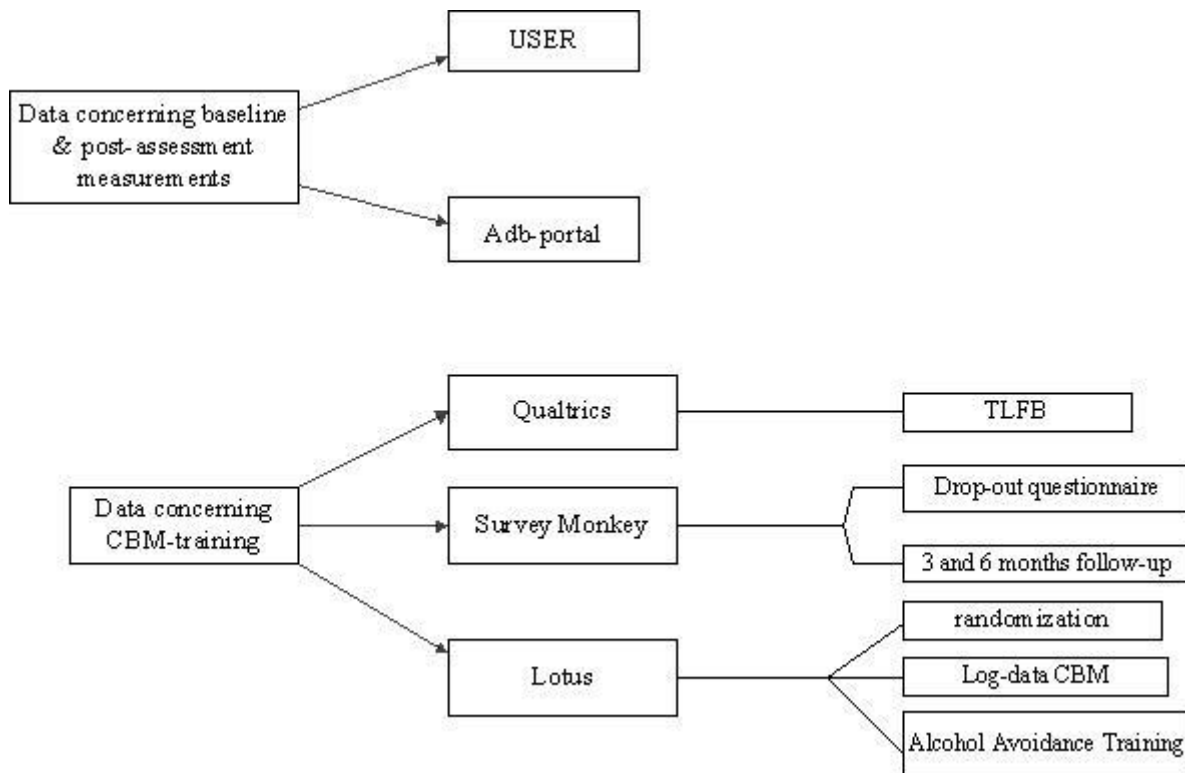 USER
Data concerning baseline
& post-assessment
measurements
Adb-portal
Qualtrics
TLFB
Data concerning
CBM-training
Survey Monkey
Drop-out questionnaire
3 and 6 months follow-up
Lotus
randomization
Log-data CBM
Alcohol Avoidance Training